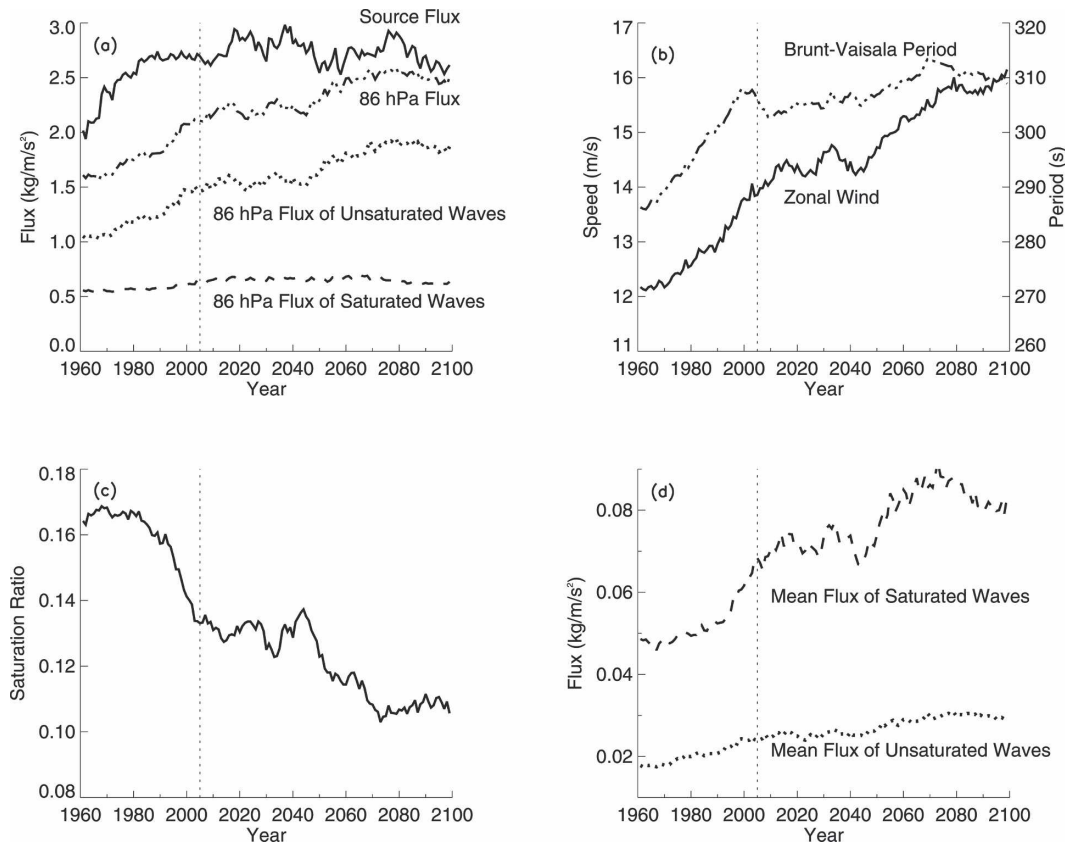 Source Flux
(a)
3.0
2.5
2.0
1.5
1.0
0.5
0.0
Flux (kg/m/s²)
86 hPa Flux
86 hPa Flux of Unsaturated Waves
86 hPa Flux of Saturated Waves
1960 1980 2000 2020 2040 2060 2080 2100
Year
(b)
17
16
15
14
13
12
11
Speed (m/s)
Brunt-Vaisala Period
Zonal Wind
320
310
300
290
280
270
260
Period (s)
1960 1980 2000 2020 2040 2060 2080 2100
Year
(c)
0.18
0.16
0.14
0.12
0.10
0.08
Saturation Ratio
1960 1980 2000 2020 2040 2060 2080 2100
Year
(d)
0.08
0.06
0.04
0.02
Flux (kg/m/s²)
Mean Flux of Saturated Waves
Mean Flux of Unsaturated Waves
1960 1980 2000 2020 2040 2060 2080 2100
Year